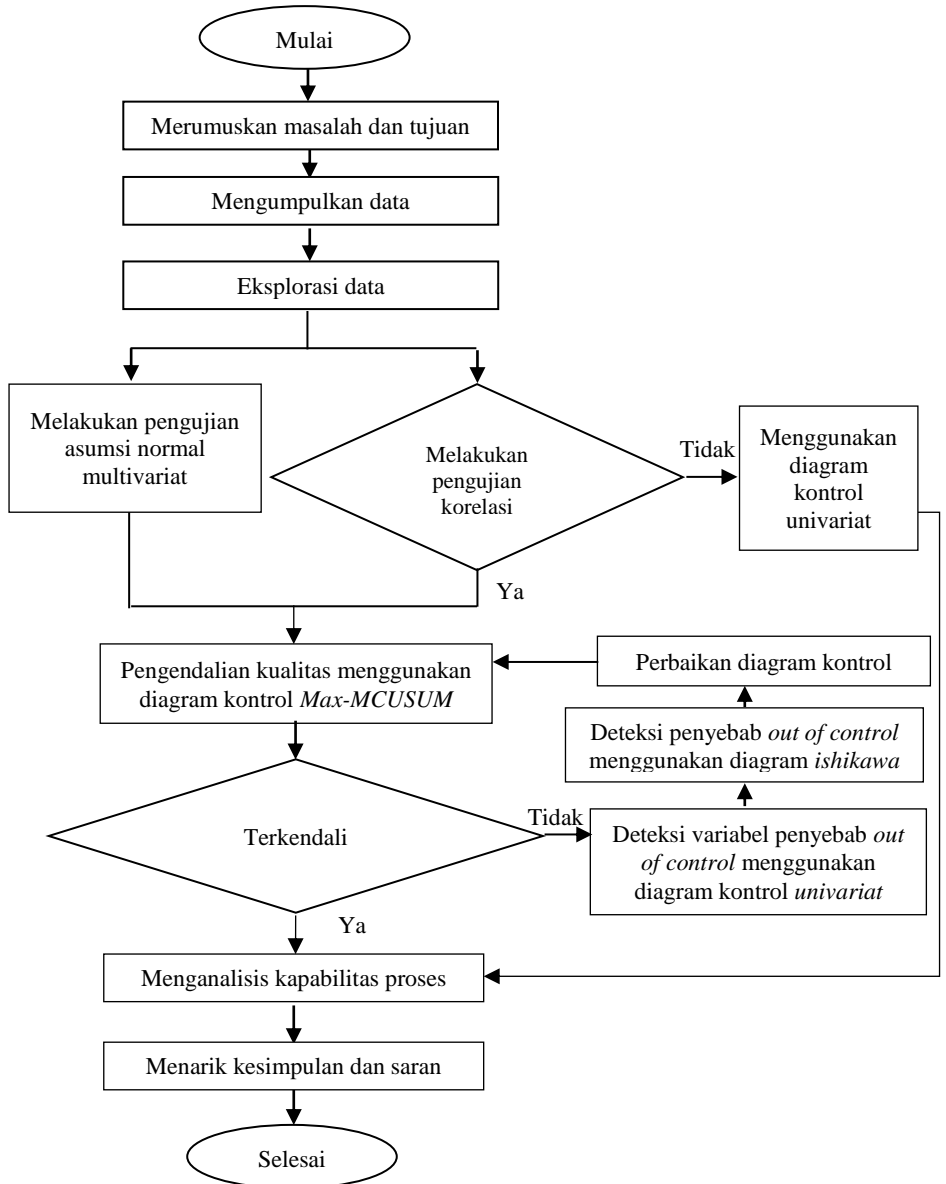 Mulai
Merumuskan masalah dan tujuan
Mengumpulkan data
Eksplorasi data
Melakukan pengujian
asumsi normal
multivariat
Melakukan
pengujian
korelasi
Tidak
Menggunakan
diagram
kontrol
univariat
Ya
Pengendalian kualitas menggunakan
diagram kontrol Max-MCUSUM
Perbaikan diagram kontrol
Deteksi penyebab out of control
menggunakan diagram ishikawa
Terkendali
Tidak
Deteksi variabel penyebab out
of control menggunakan
diagram kontrol univariat
Ya
Menganalisis kapabilitas proses
Menarik kesimpulan dan saran
Selesai